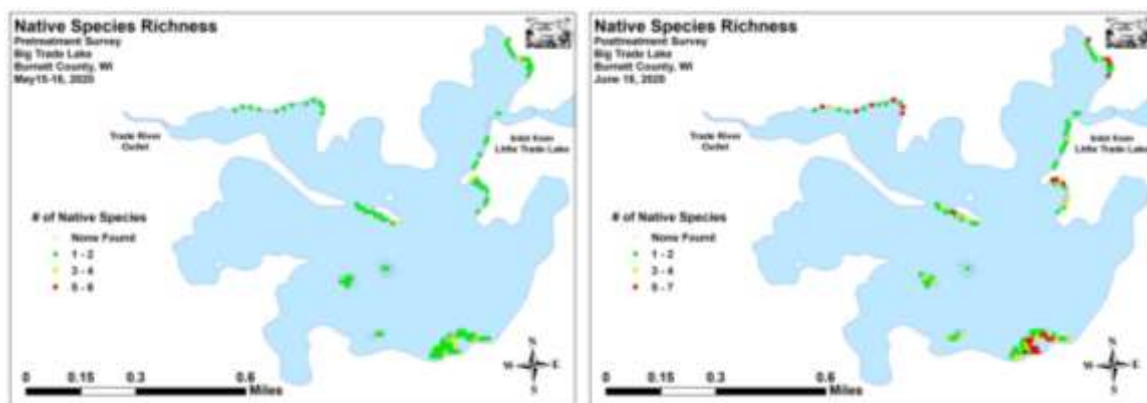 Native Species Richness
Pretreatment Survey
Big Trade Lake
Burnett County, WI
May15-16, 2020
Trade River
Outlet
Inlet from
Little Trade Lake
# of Native Species
None Found
1 - 2
3 - 4
5 - 6
N
W
E
S
0
0.15
0.3
0.6
Miles
Native Species Richness
Posttreatment Survey
Big Trade Lake
Burnett County, WI
June 18, 2020
Trade River
Outlet
Inlet from
Little Trade Lake
# of Native Species
None Found
1 - 2
3 - 4
5 - 7
N
W
E
S
0
0.15
0.3
0.6
Miles